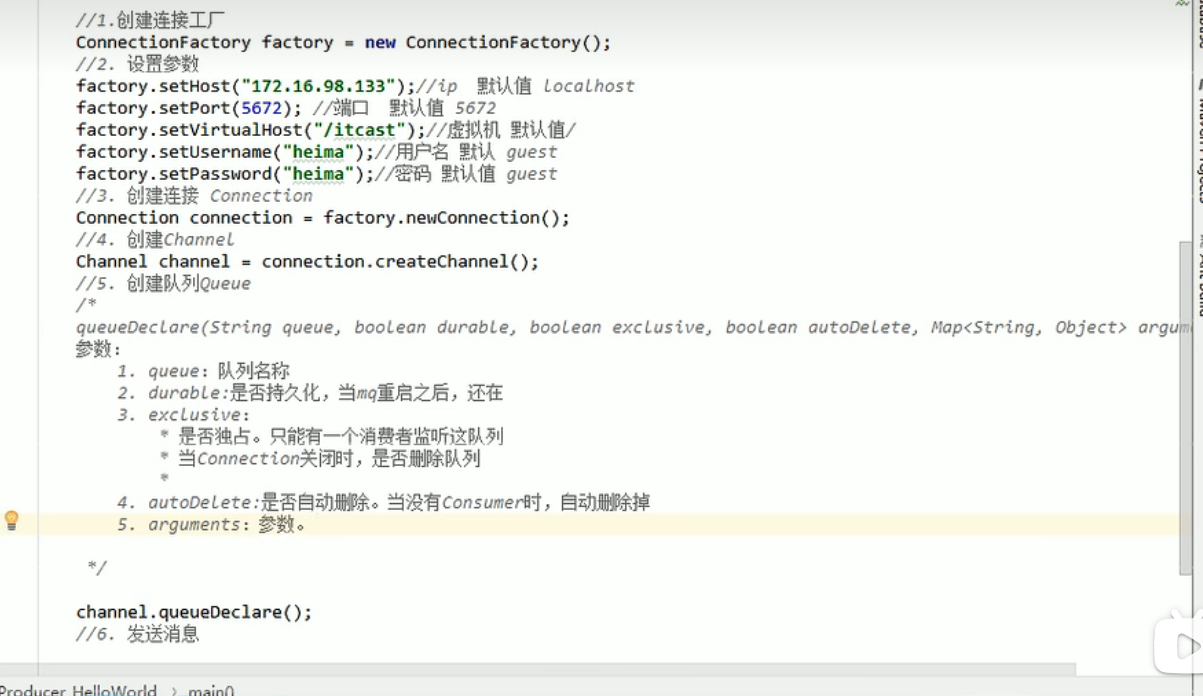 //1.创建连接工厂
ConnectionFactory factory = new ConnectionFactory();
//2. 设置参数
factory.setHost("172.16.98.133");//ip 默认值 localhost
factory.setPort(5672); //端口 默认值 5672
factory.setVirtualHost("/itcast");//虚拟机 默认值/
factory.setUsername("heima");//用户名 默认 guest
factory.setPassword("heima");//密码 默认值 guest
//3. 创建连接 Connection
Connection connection = factory.newConnection();
//4. 创建Channel
Channel channel = connection.createChannel();
//5. 创建队列Queue
/*
queueDeclare(String queue, boolean durable, boolean exclusive, boolean autoDelete, Map<String, Object> argum
参数：
1. queue：队列名称
2. durable:是否持久化，当mq重启之后，还在
3. exclusive：
* 是否独占。只能有一个消费者监听这队列
* 当Connection关闭时，是否删除队列
*
4. autoDelete:是否自动删除。当没有Consumer时，自动删除掉
5. arguments：参数。
*/
channel.queueDeclare();
//6. 发送消息
Producer_HelloWorld > main()